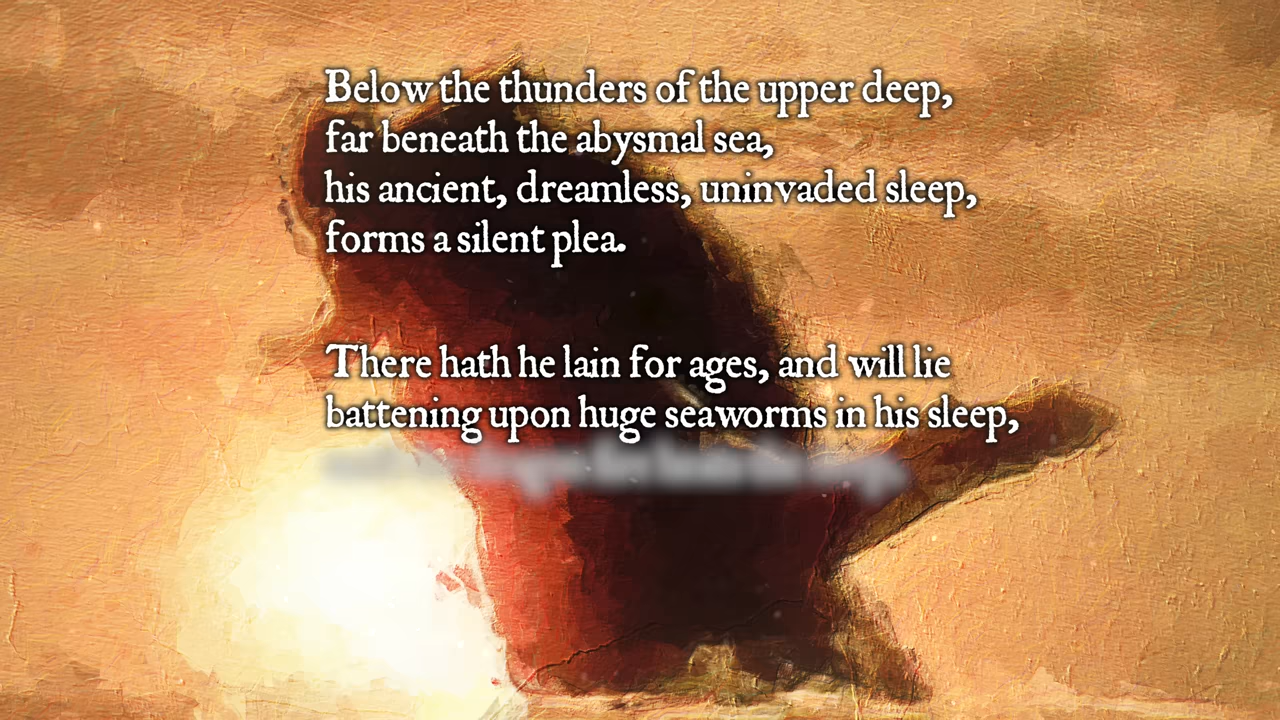 Below the thunders of the upper deep,
far beneath the abysmal sea,
his ancient, dreamless, uninvaded sleep,
forms a silent plea.
There hath he lain for ages, and will lie
battening upon huge seaworms in his sleep,